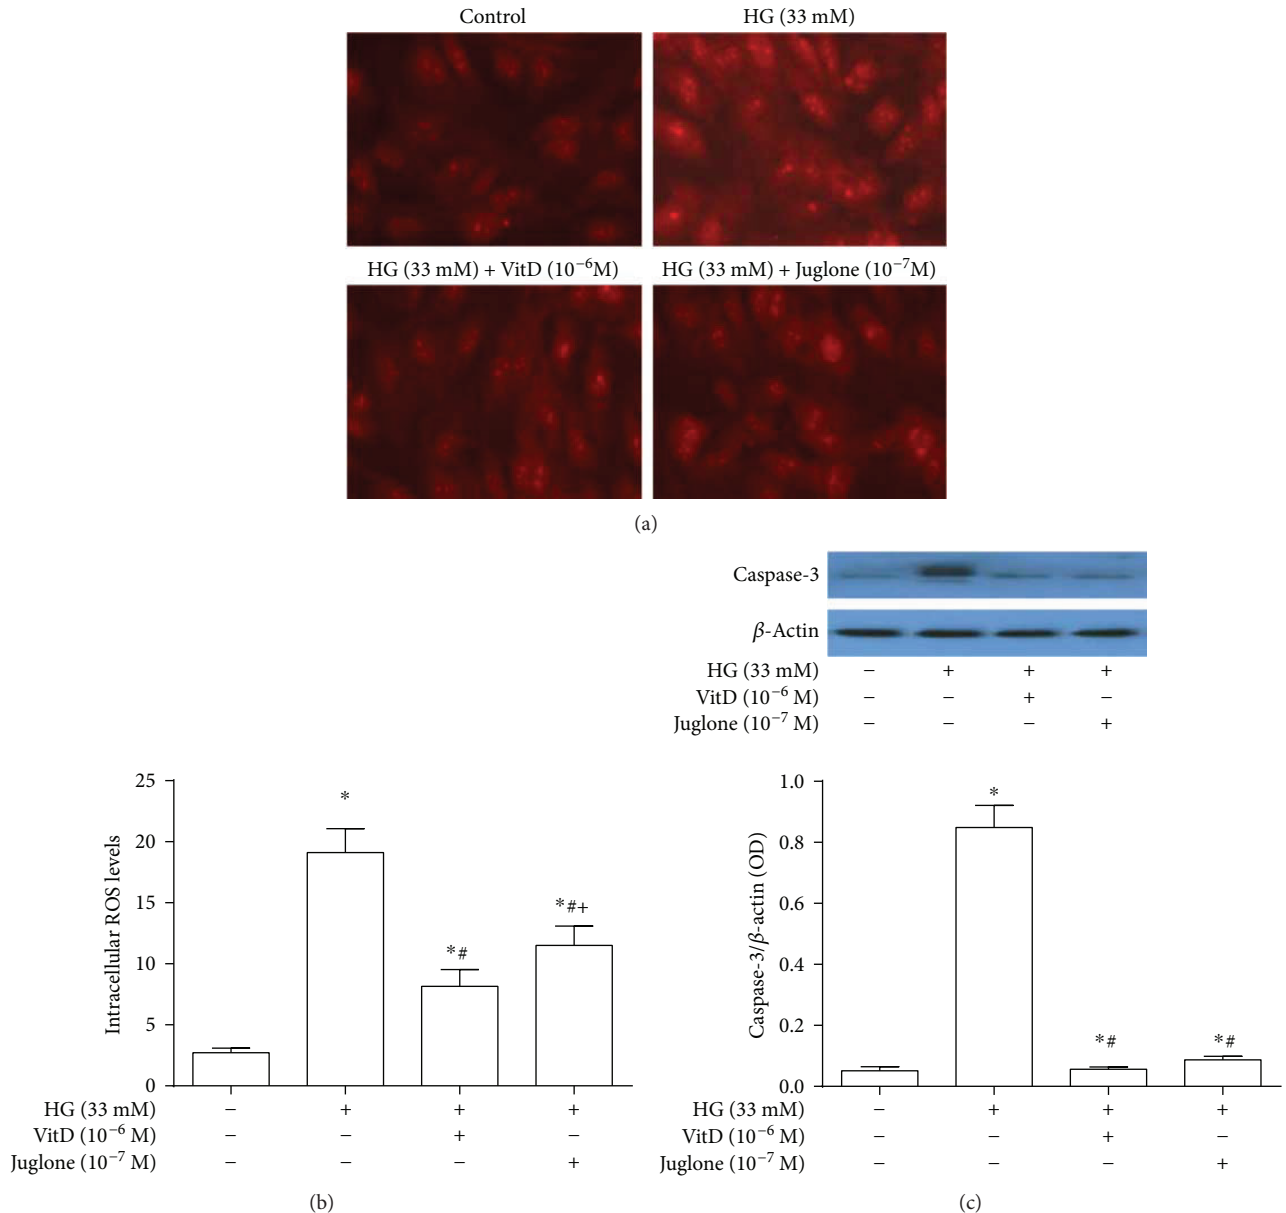 Control HG (33 mM)
HG (33 mM) + VitD (10⁻⁶M) HG (33 mM) + Juglone (10⁻⁷M)
(a)
Caspase-3
β-Actin
HG (33 mM) − + + +
VitD (10⁻⁶ M) − − + −
Juglone (10⁻⁷ M) − − − +
Intracellular ROS levels
25
20
15
10
5
0
*
*#
*#+
HG (33 mM) − + + +
VitD (10⁻⁶ M) − − + −
Juglone (10⁻⁷ M) − − − +
(b)
Caspase-3/β-actin (OD)
1.0
0.8
0.6
0.4
0.2
0.0
*
*#
*#
HG (33 mM) − + + +
VitD (10⁻⁶ M) − − + −
Juglone (10⁻⁷ M) − − − +
(c)